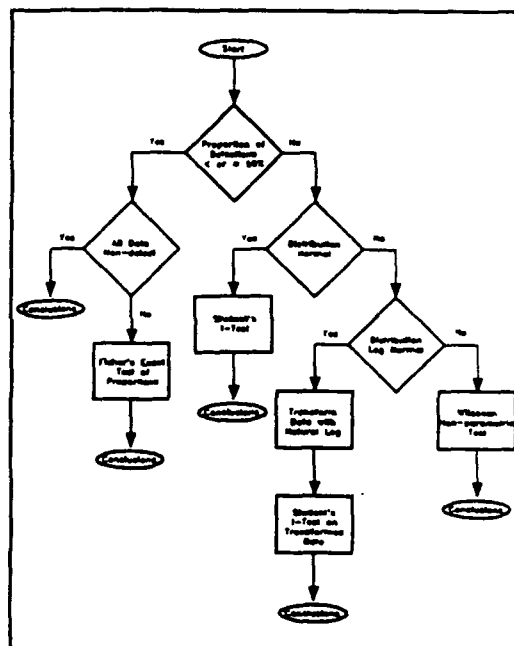 Start
Proportion of
Detections
< or = 50%
Yes
No
All Data
Non-detect
Yes
No
Distribution
Normal
Yes
No
Conclusions
Fisher's Exact
Test of
Proportions
Conclusions
Student's
T-Test
Conclusions
Distribution
Log Normal
Yes
No
Transform
Data with
Natural Log
Wilcoxon
Non-parametric
Test
Conclusions
Student's
T-Test on
Transformed
Data
Conclusions